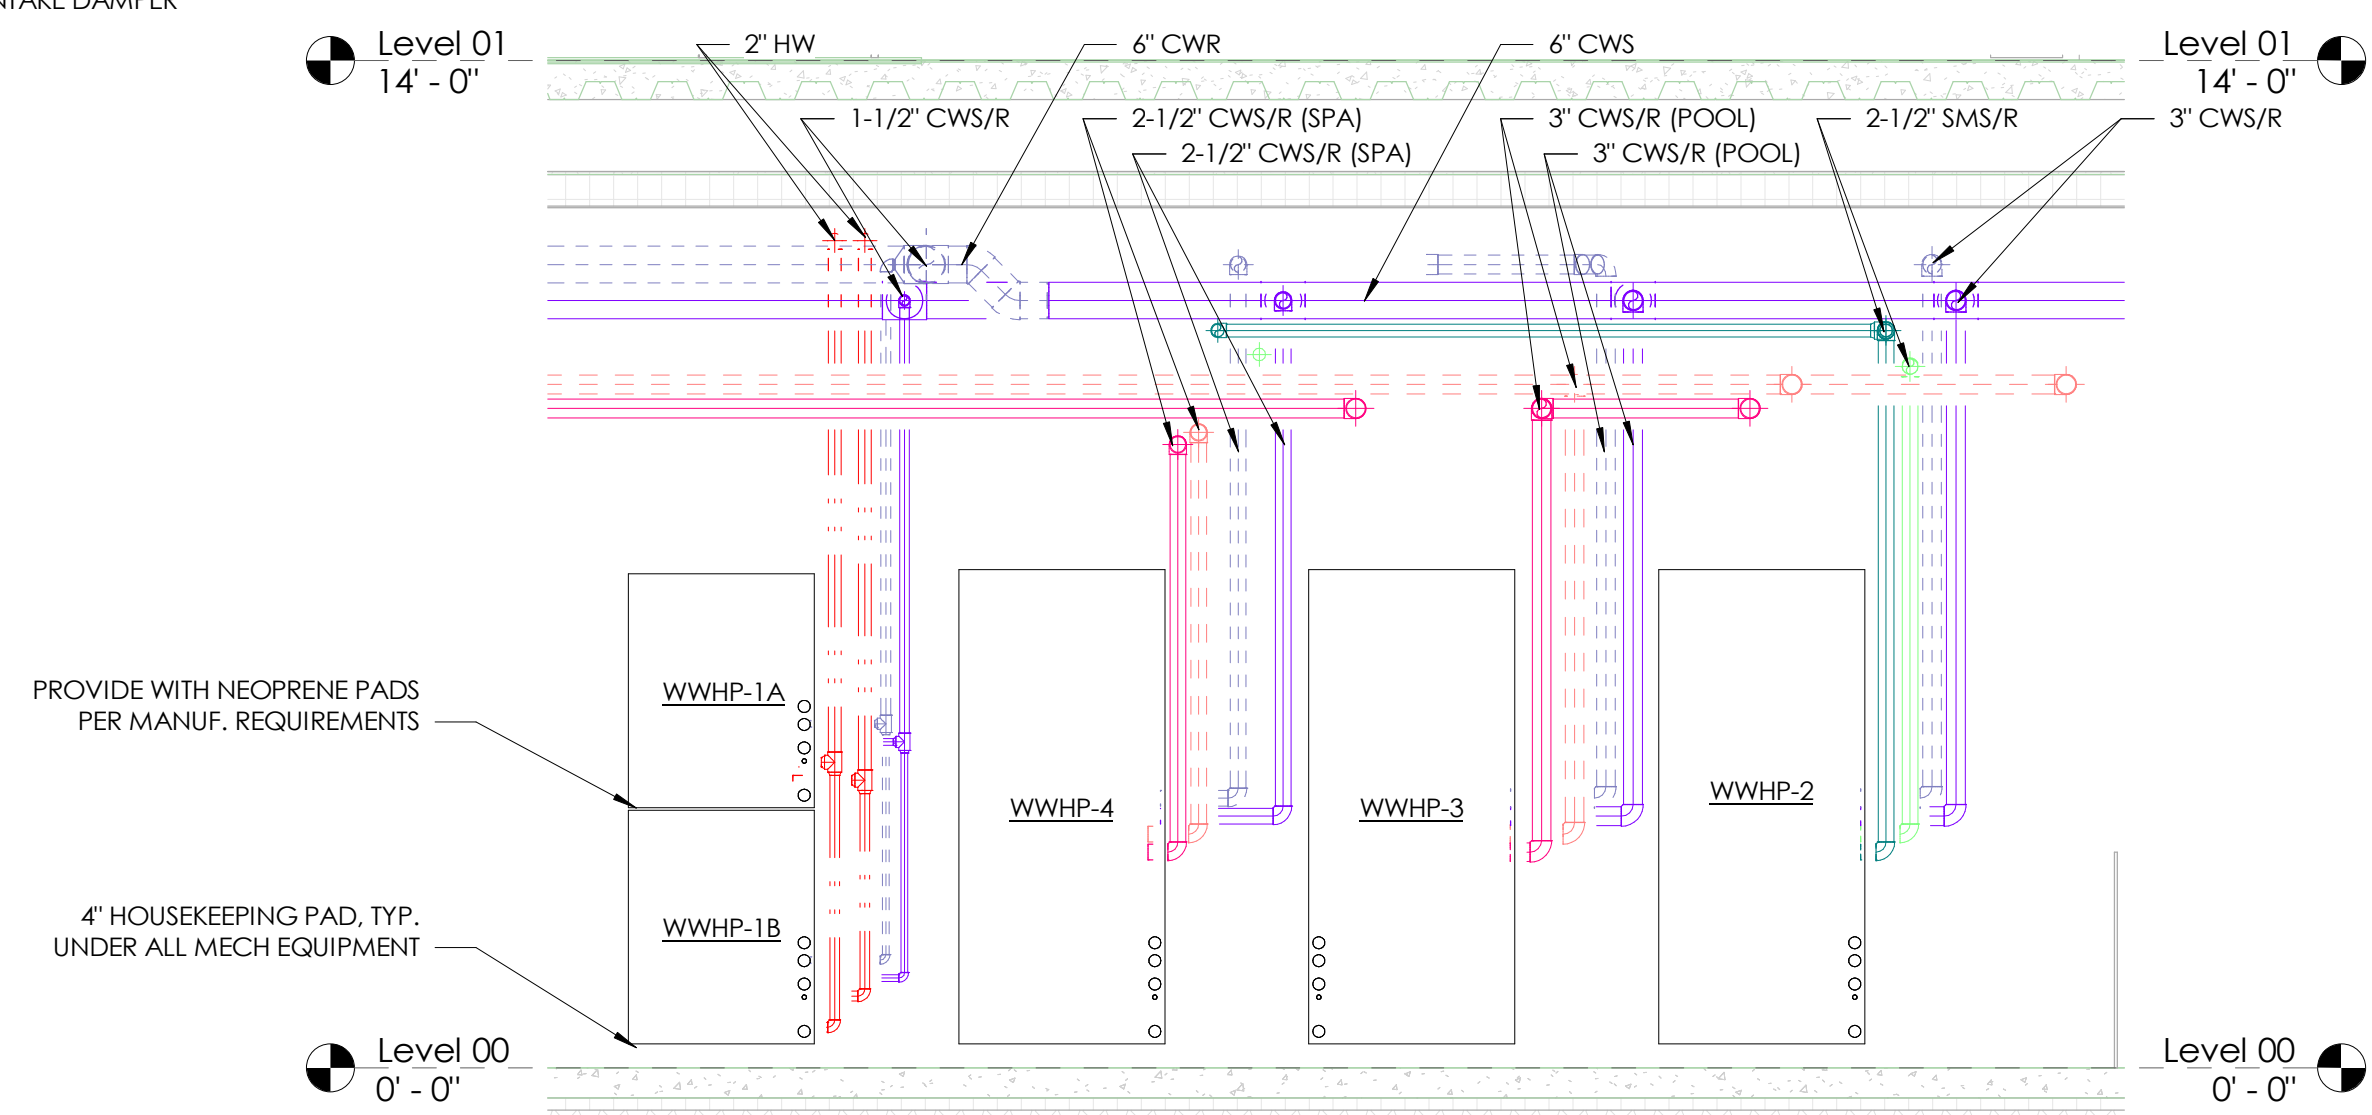 INTAKE DAMPER
Level 01
14' - 0"
2" HW
6" CWR
6" CWS
Level 01
14' - 0"
1-1/2" CWS/R
2-1/2" CWS/R (SPA)
3" CWS/R (POOL)
2-1/2" SMS/R
3" CWS/R
2-1/2" CWS/R (SPA)
3" CWS/R (POOL)
PROVIDE WITH NEOPRENE PADS
PER MANUF. REQUIREMENTS
WWHP-1A
WWHP-4
WWHP-3
WWHP-2
4" HOUSEKEEPING PAD, TYP.
UNDER ALL MECH EQUIPMENT
WWHP-1B
Level 00
0' - 0"
Level 00
0' - 0"